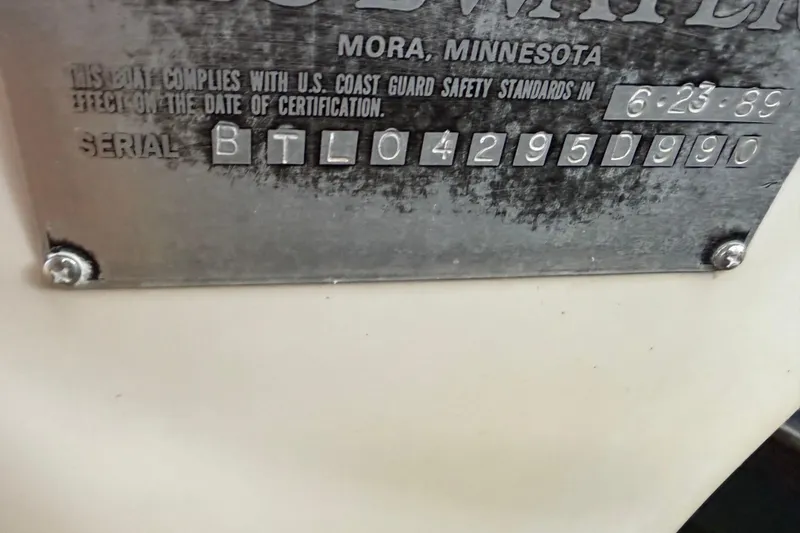 MORA, MINNESOTA
THIS BOAT COMPLIES WITH U.S. COAST GUARD SAFETY STANDARDS IN
EFFECT ON THE DATE OF CERTIFICATION. 6·23·89
SERIAL BTL04295D990